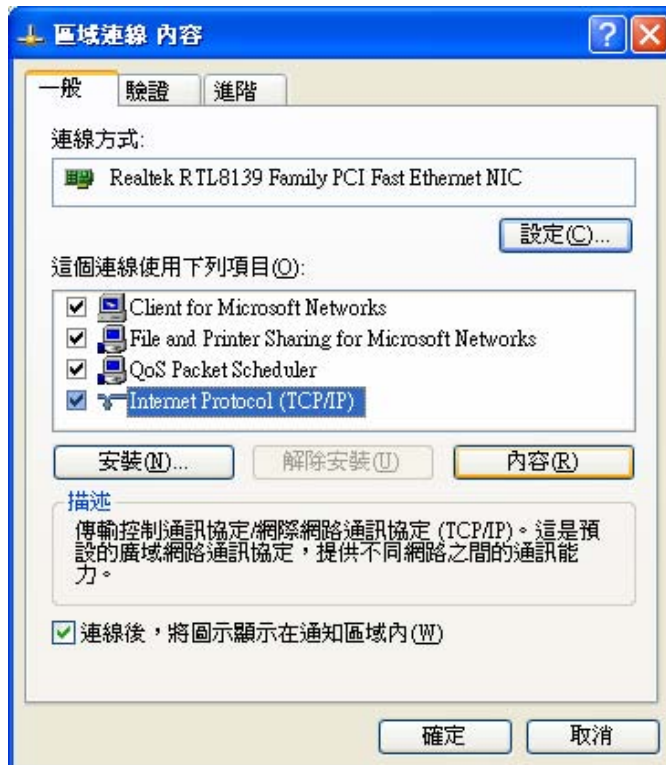 區域連線 內容
一般 驗證 進階
連線方式:
Realtek RTL8139 Family PCI Fast Ethernet NIC
設定(C)...
這個連線使用下列項目(O):
Client for Microsoft Networks
File and Printer Sharing for Microsoft Networks
QoS Packet Scheduler
Internet Protocol (TCP/IP)
安裝(N)... 解除安裝(U) 內容(R)
描述
傳輸控制通訊協定/網際網路通訊協定 (TCP/IP)。這是預
設的廣域網路通訊協定，提供不同網路之間的通訊能
力。
連線後，將圖示顯示在通知區域內(W)
確定 取消